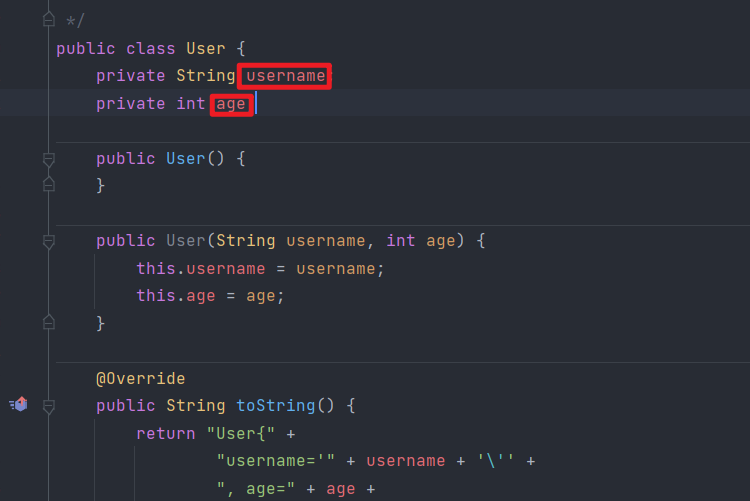 */
public class User {
private String username
private int age
public User() {
}
public User(String username, int age) {
this.username = username;
this.age = age;
}
@Override
public String toString() {
return "User{" +
"username='" + username + '\'' +
", age=" + age +